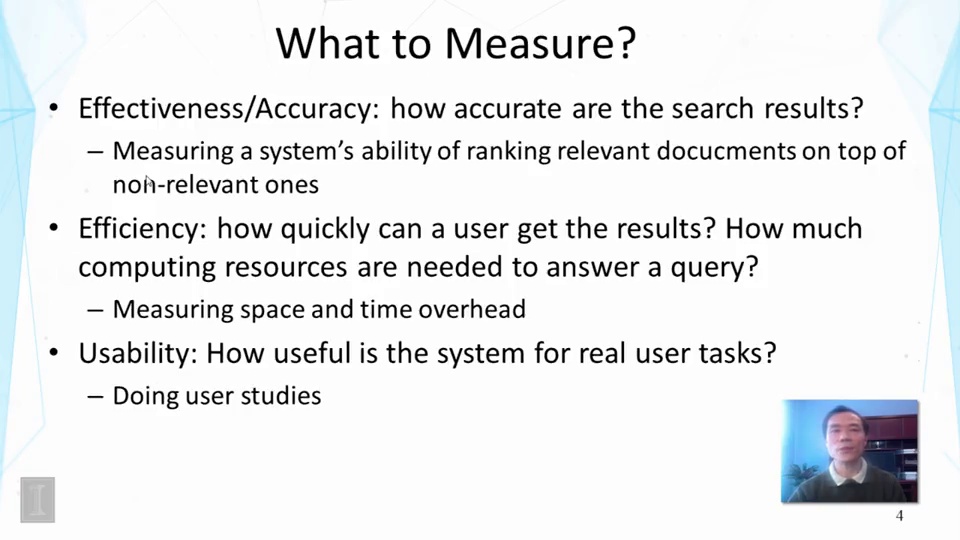 What to Measure?
• Effectiveness/Accuracy: how accurate are the search results?
– Measuring a system's ability of ranking relevant docucments on top of
non-relevant ones
• Efficiency: how quickly can a user get the results? How much
computing resources are needed to answer a query?
– Measuring space and time overhead
• Usability: How useful is the system for real user tasks?
– Doing user studies
I
4